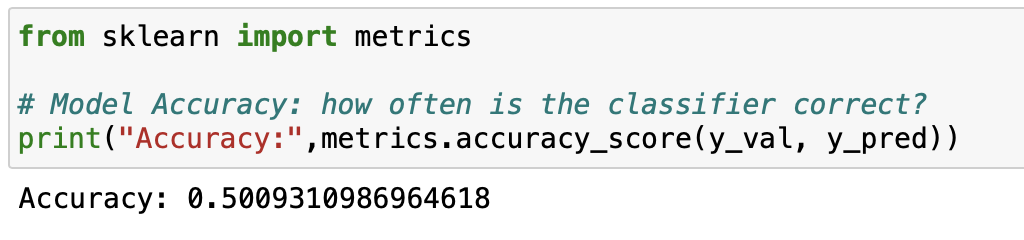 from sklearn import metrics
# Model Accuracy: how often is the classifier correct?
print("Accuracy:",metrics.accuracy_score(y_val, y_pred))
Accuracy: 0.5009310986964618